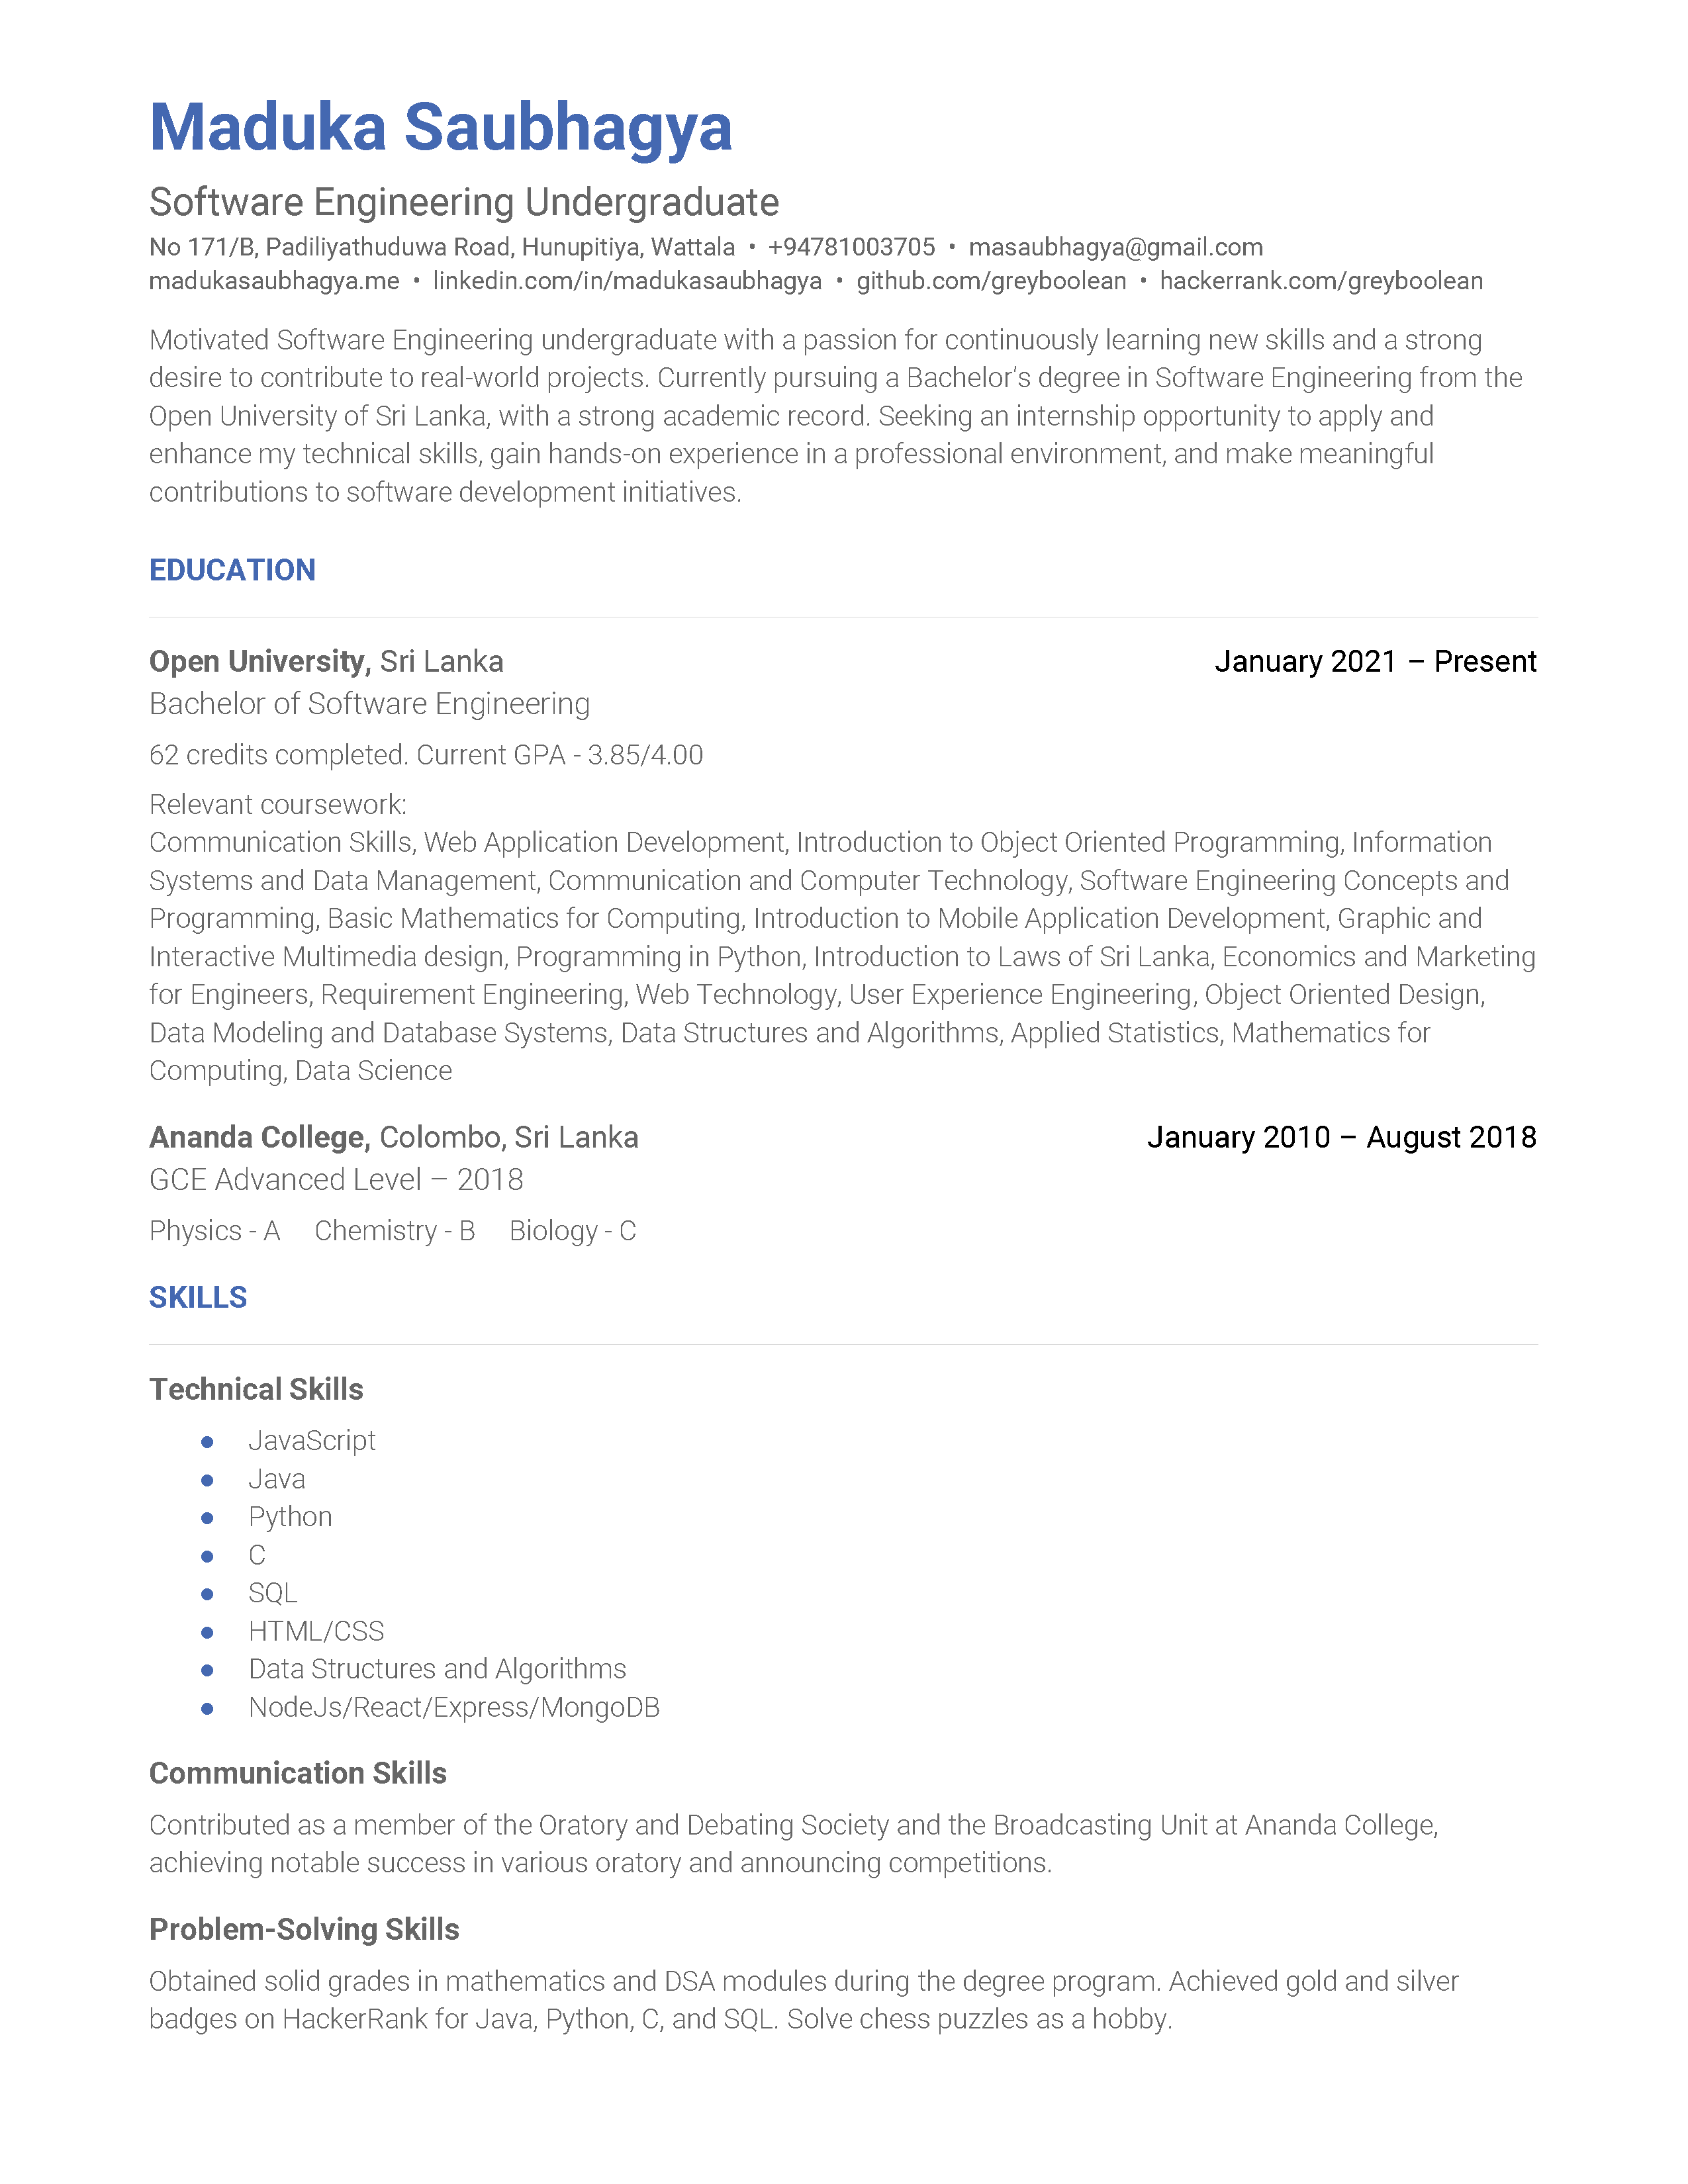 Maduka Saubhagya
Software Engineering Undergraduate
No 171/B, Padiliyathuduwa Road, Hunupitiya, Wattala • +94781003705 • masaubhagya@gmail.com
madukasaubhagya.me • linkedin.com/in/madukasaubhagya • github.com/greyboolean • hackerrank.com/greyboolean
Motivated Software Engineering undergraduate with a passion for continuously learning new skills and a strong
desire to contribute to real-world projects. Currently pursuing a Bachelor's degree in Software Engineering from the
Open University of Sri Lanka, with a strong academic record. Seeking an internship opportunity to apply and
enhance my technical skills, gain hands-on experience in a professional environment, and make meaningful
contributions to software development initiatives.
EDUCATION
Open University, Sri Lanka January 2021 – Present
Bachelor of Software Engineering
62 credits completed. Current GPA - 3.85/4.00
Relevant coursework:
Communication Skills, Web Application Development, Introduction to Object Oriented Programming, Information
Systems and Data Management, Communication and Computer Technology, Software Engineering Concepts and
Programming, Basic Mathematics for Computing, Introduction to Mobile Application Development, Graphic and
Interactive Multimedia design, Programming in Python, Introduction to Laws of Sri Lanka, Economics and Marketing
for Engineers, Requirement Engineering, Web Technology, User Experience Engineering, Object Oriented Design,
Data Modeling and Database Systems, Data Structures and Algorithms, Applied Statistics, Mathematics for
Computing, Data Science
Ananda College, Colombo, Sri Lanka January 2010 – August 2018
GCE Advanced Level – 2018
Physics - A Chemistry - B Biology - C
SKILLS
Technical Skills
● JavaScript
● Java
● Python
● C
● SQL
● HTML/CSS
● Data Structures and Algorithms
● NodeJs/React/Express/MongoDB
Communication Skills
Contributed as a member of the Oratory and Debating Society and the Broadcasting Unit at Ananda College,
achieving notable success in various oratory and announcing competitions.
Problem-Solving Skills
Obtained solid grades in mathematics and DSA modules during the degree program. Achieved gold and silver
badges on HackerRank for Java, Python, C, and SQL. Solve chess puzzles as a hobby.